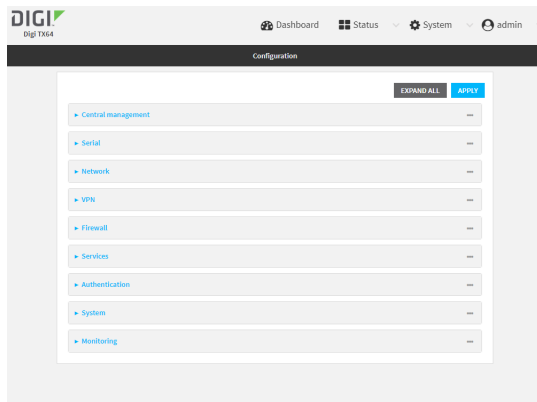 DIGI
Digi TX64
Dashboard Status System admin
Configuration
EXPAND ALL APPLY
Central management
Serial
Network
VPN
Firewall
Services
Authentication
System
Monitoring